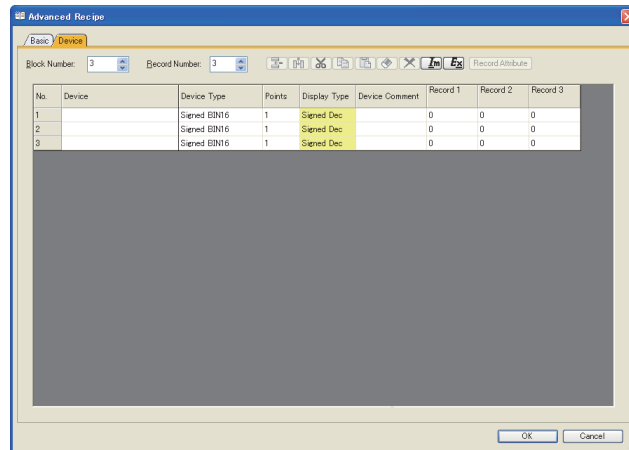 Advanced Recipe
Basic Device
Block Number: 3 Record Number: 3 Im Ex Record Attribute
No. Device Device Type Points Display Type Device Comment Record 1 Record 2 Record 3
1 Signed BIN16 1 Signed Dec 0 0 0
2 Signed BIN16 1 Signed Dec 0 0 0
3 Signed BIN16 1 Signed Dec 0 0 0
OK Cancel